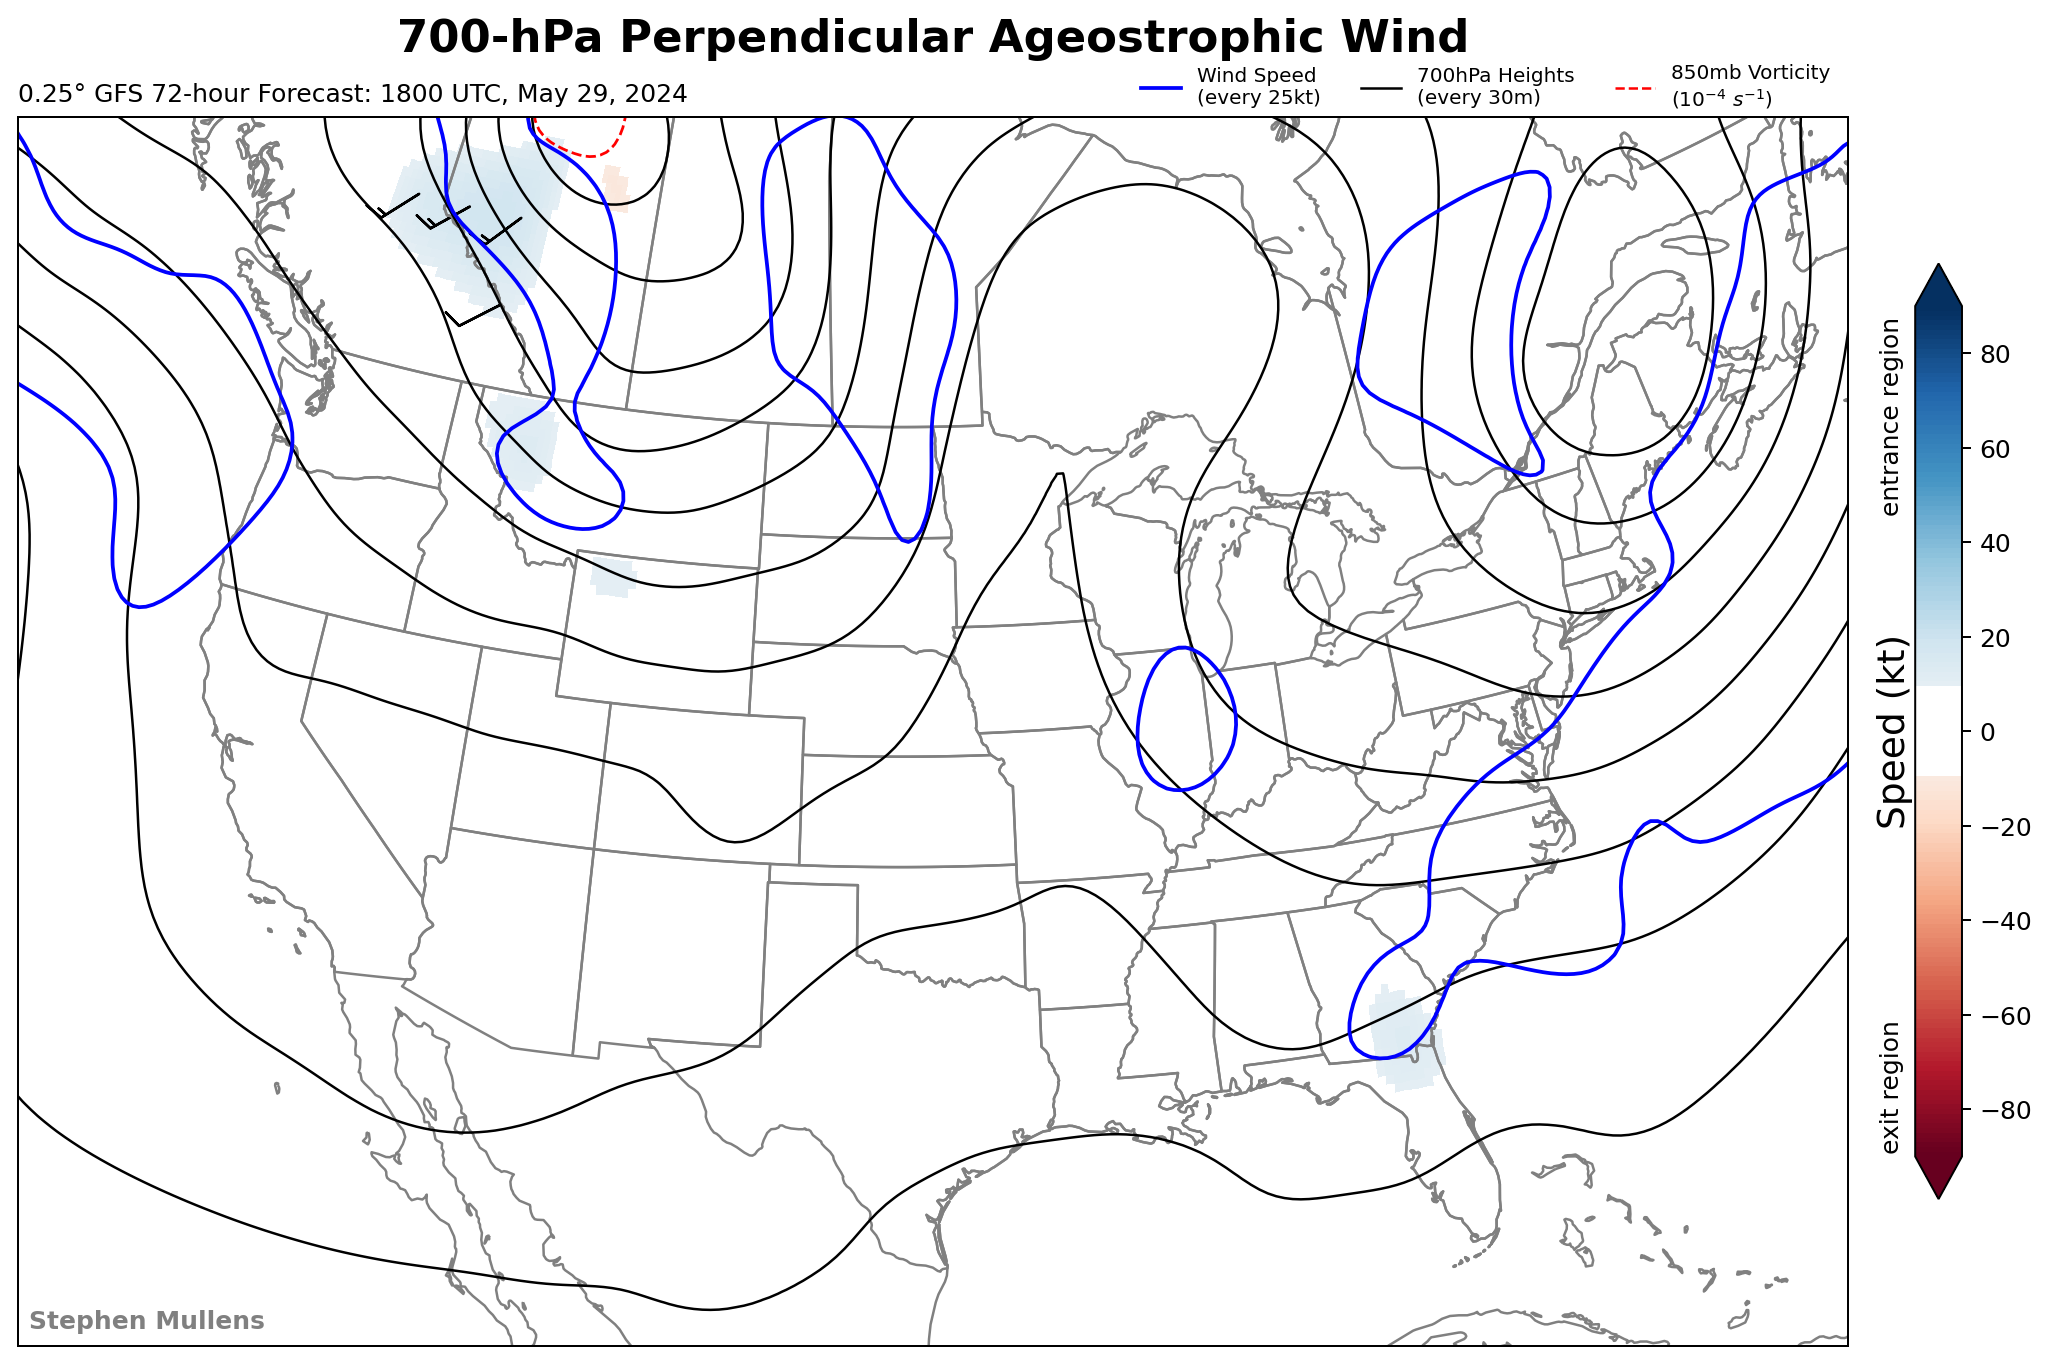 700-hPa Perpendicular Ageostrophic Wind
0.25° GFS 72-hour Forecast: 1800 UTC, May 29, 2024
Wind Speed
(every 25kt)
700hPa Heights
(every 30m)
850mb Vorticity
(10⁻⁴ s⁻¹)
entrance region
Speed (kt)
exit region
80
60
40
20
0
−20
−40
−60
−80
Stephen Mullens